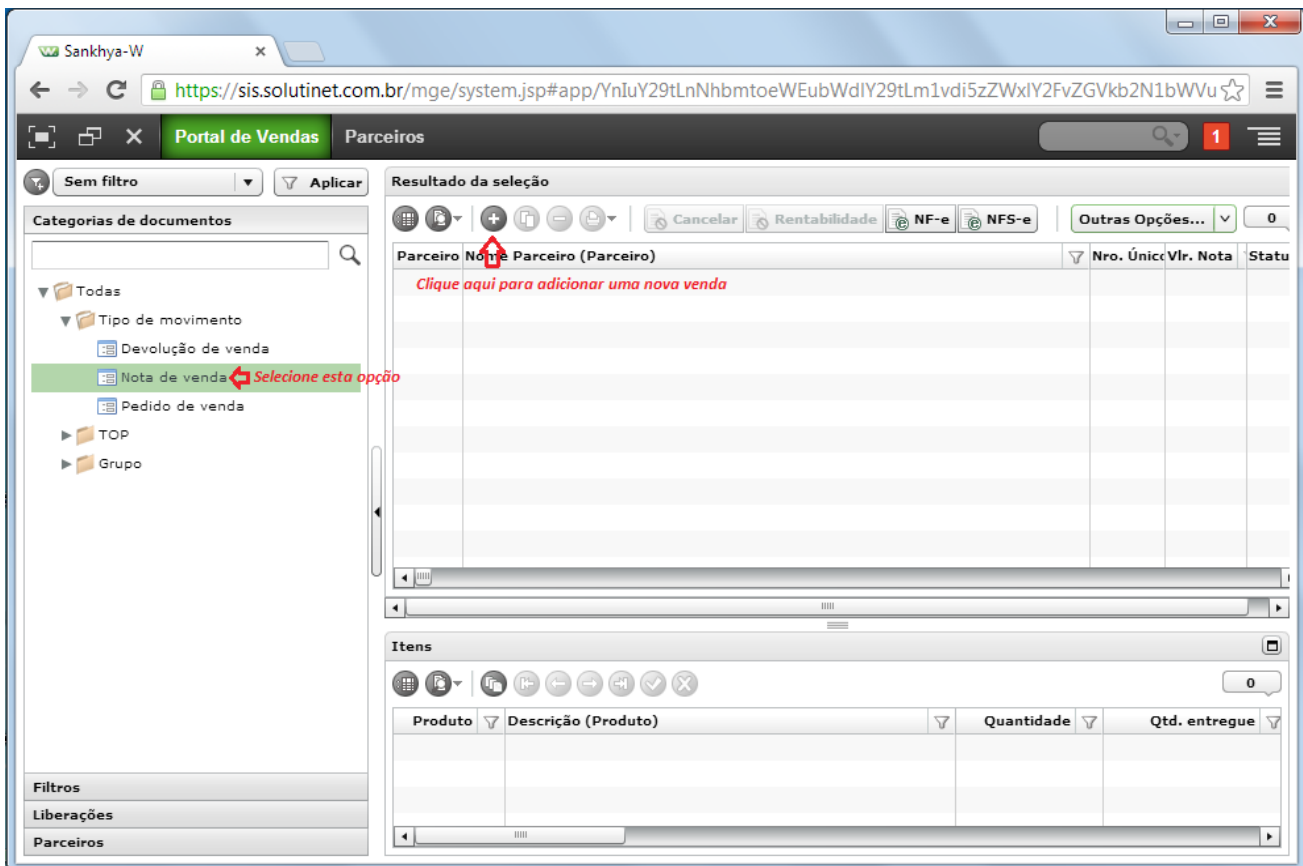 Sankhya-W
https://sis.solutinet.com.br/mge/system.jsp#app/YnIuY29tLnNhbmtoeWEubWdlY29tLm1vdi5zZWxlY2FvZGVkb2N1bWVu
Portal de Vendas Parceiros
1
Sem filtro Aplicar
Categorias de documentos
Todas
Tipo de movimento
Devolução de venda
Nota de venda Selecione esta opção
Pedido de venda
TOP
Grupo
Filtros
Liberações
Parceiros
Resultado da seleção
Cancelar Rentabilidade NF-e NFS-e Outras Opções... 0
Parceiro Nome Parceiro (Parceiro) Nro. Únicc Vlr. Nota Statu
Clique aqui para adicionar uma nova venda
Itens
0
Produto Descrição (Produto) Quantidade Qtd. entregue